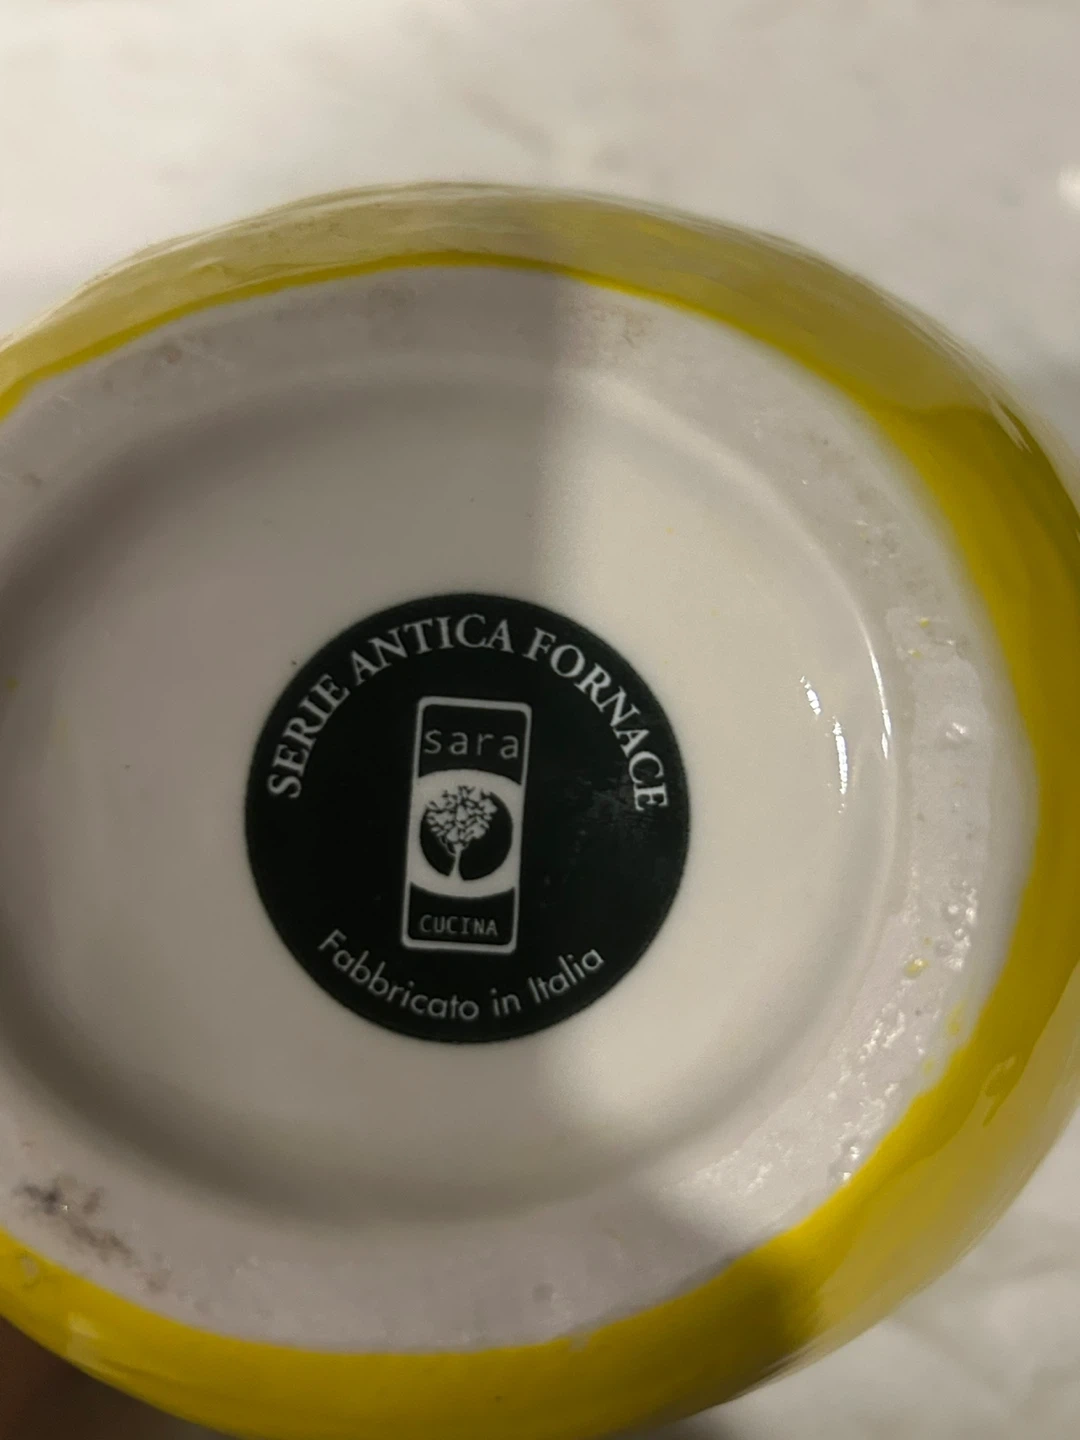 SERIE ANTICA FORNACE
sara
CUCINA
Fabbricato in Italia